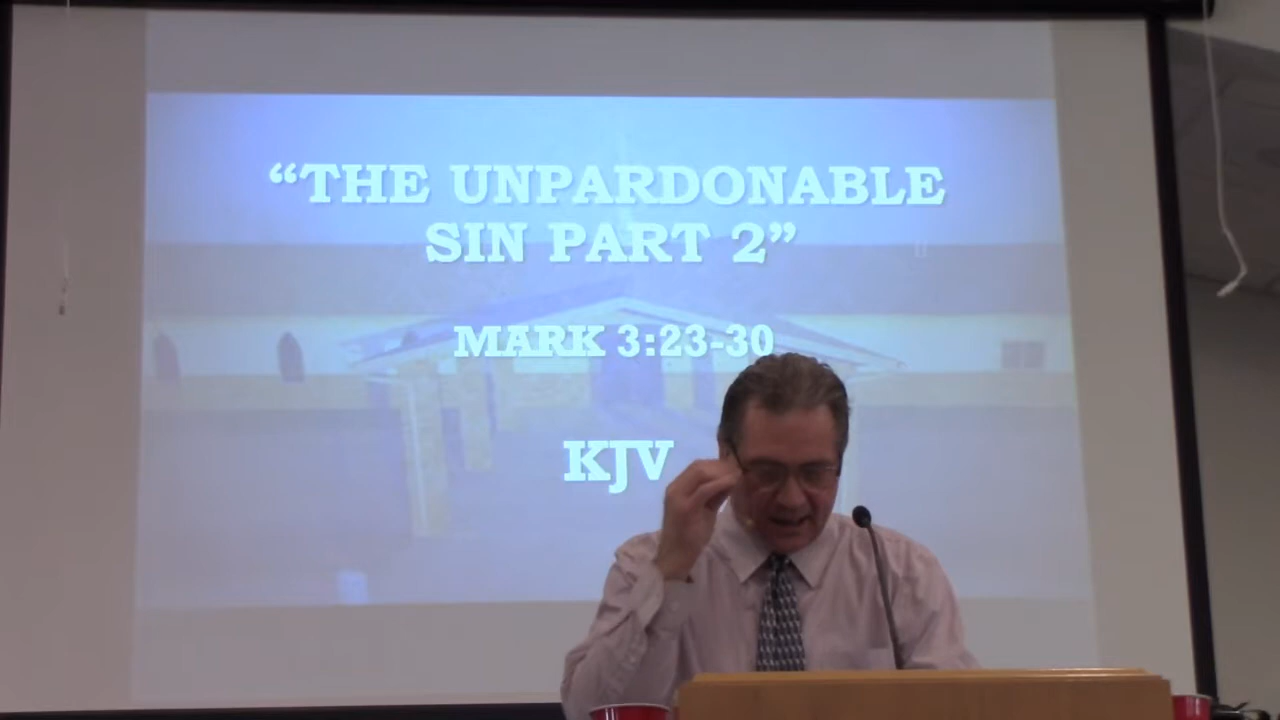 “THE UNPARDONABLE
SIN PART 2”
MARK 3:23-30
KJV